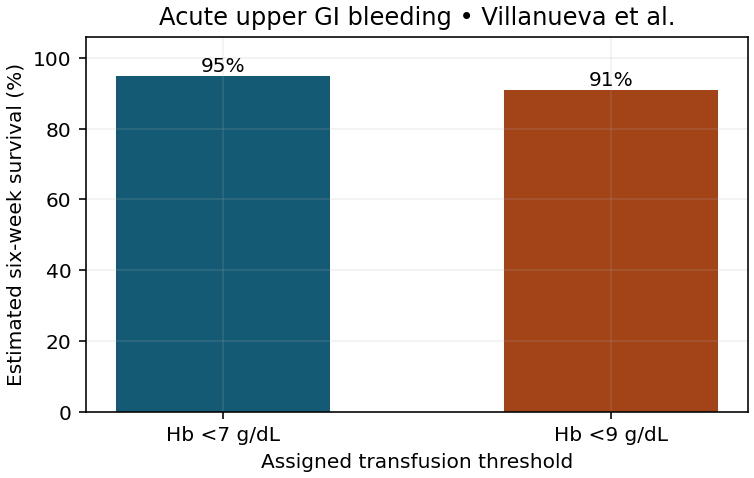 Acute upper GI bleeding • Villanueva et al.
Estimated six-week survival (%)
100
80
60
40
20
0
95%
91%
Hb <7 g/dL
Hb <9 g/dL
Assigned transfusion threshold